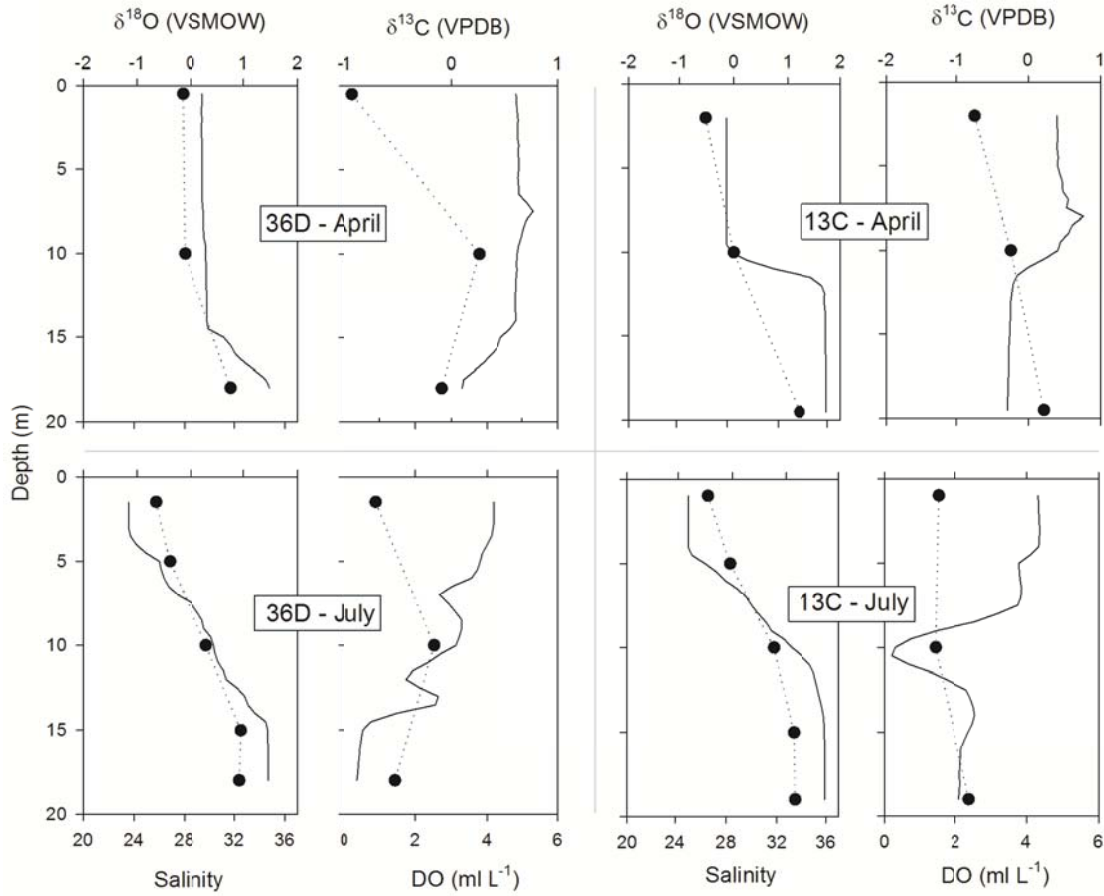 δ¹⁸O (VSMOW) δ¹³C (VPDB) δ¹⁸O (VSMOW) δ¹³C (VPDB)
-2 -1 0 1 2 -1 0 1 -2 -1 0 1 2 -1 0 1
0
5
36D - April 13C - April
10
15
20
Depth (m)
0
5
36D - July 13C - July
10
15
20
20 24 28 32 36 0 2 4 6 20 24 28 32 36 0 2 4 6
Salinity DO (ml L⁻¹) Salinity DO (ml L⁻¹)